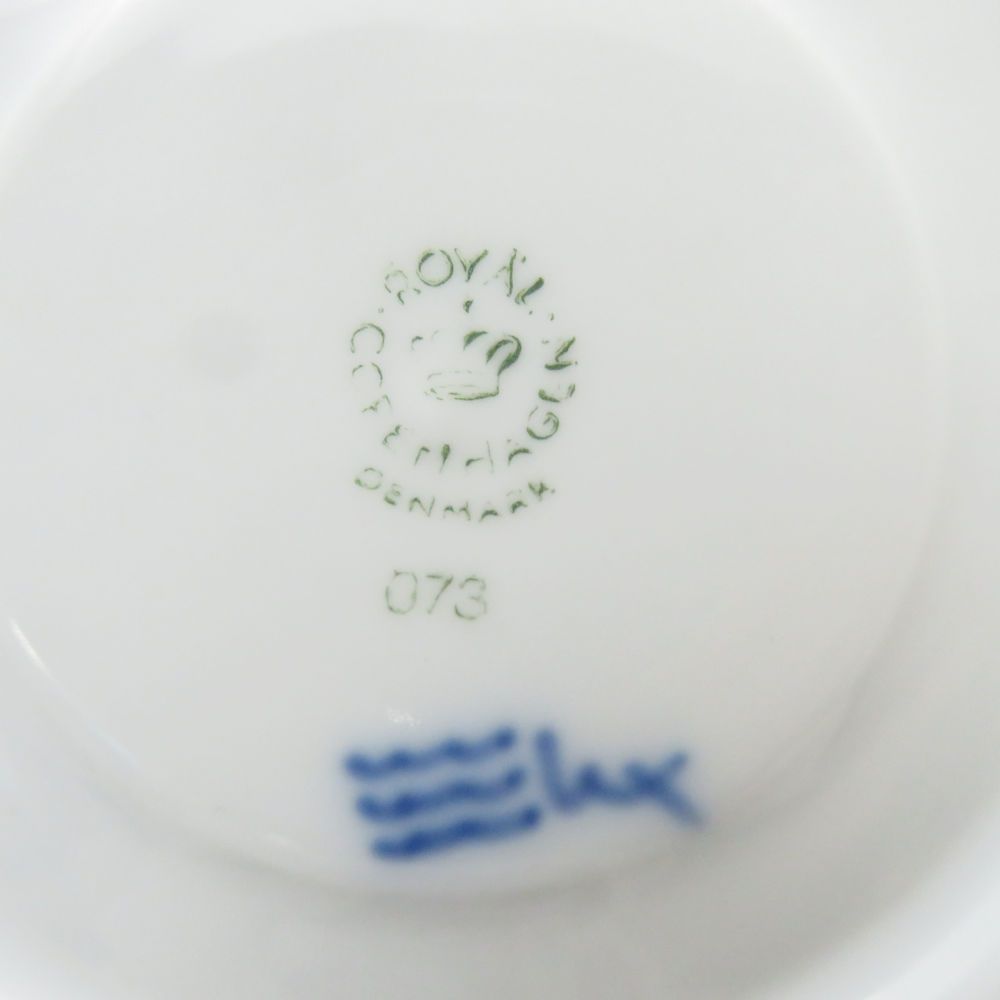 ROYAL
COPENHAGEN
DENMARK
073